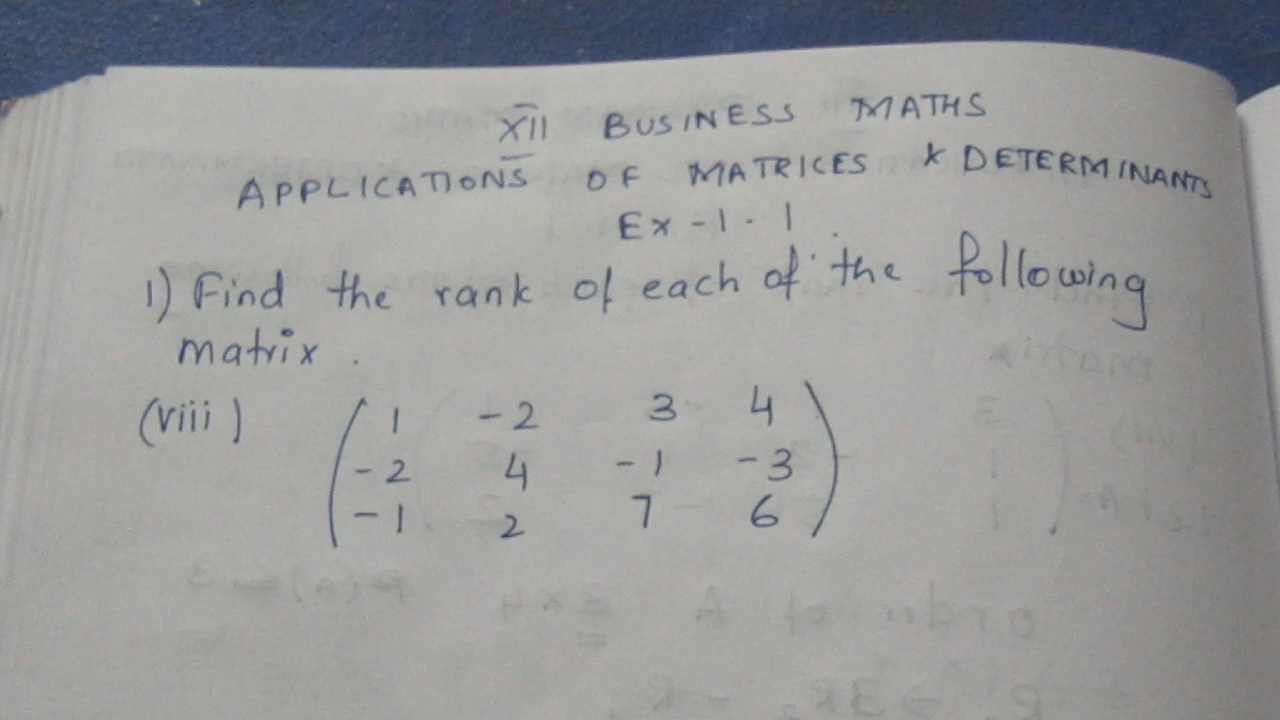 XII BUSINESS MATHS
APPLICATIONS OF MATRICES & DETERMINANTS
Ex - 1.1
1) Find the rank of each of the following
matrix.
(viii) ( 1 -2 3 4 )
-2 4 -1 -3
-1 2 7 6